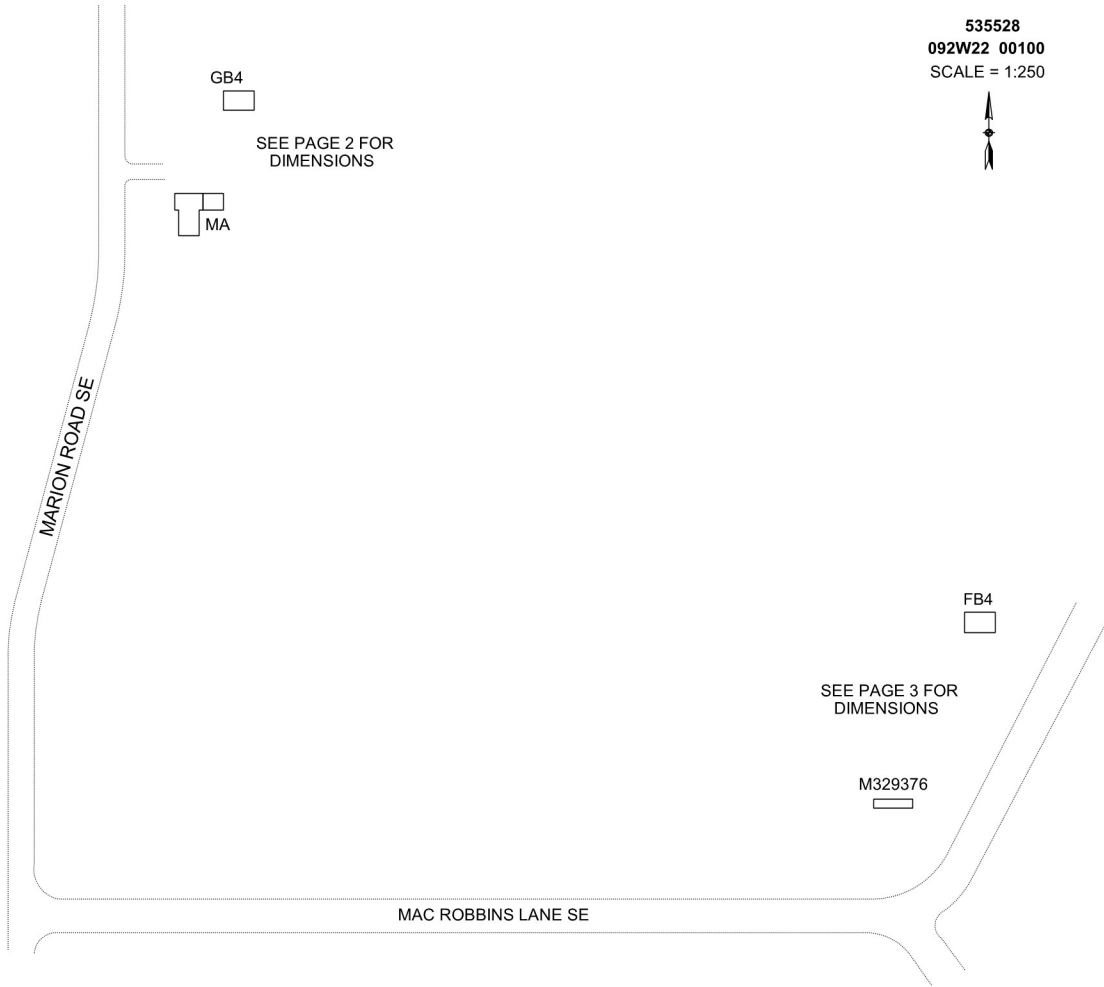 535528
092W22 00100
SCALE = 1:250
GB4
SEE PAGE 2 FOR
DIMENSIONS
MA
MARION ROAD SE
FB4
SEE PAGE 3 FOR
DIMENSIONS
M329376
MAC ROBBINS LANE SE